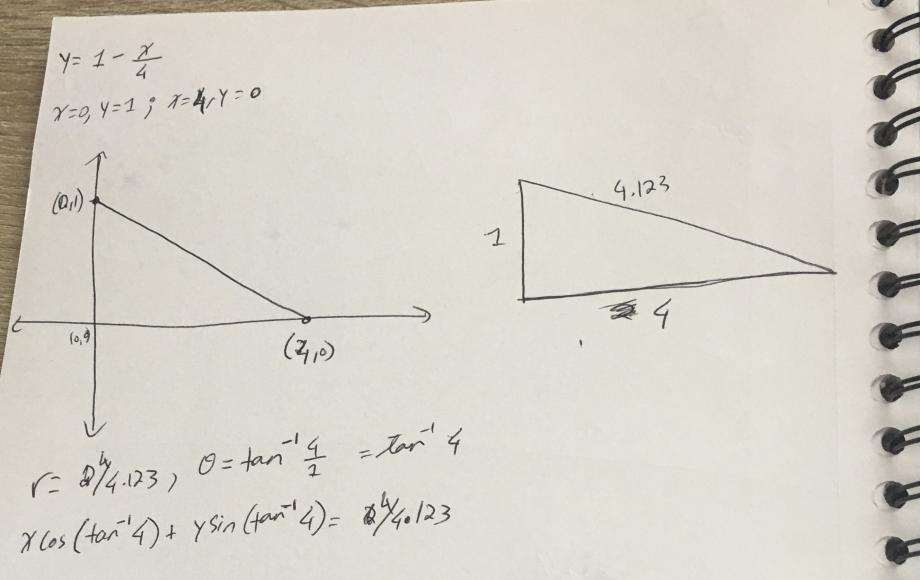 y = 1 - x/4
x=0, y=1 ; x=4, y=0
(0,1)
4.123
1
4
(0,0)
(4,0)
r = 4/4.123, θ = tan⁻¹ 4/1 = tan⁻¹ 4
x cos(tan⁻¹ 4) + y sin(tan⁻¹ 4) = 4/4.123